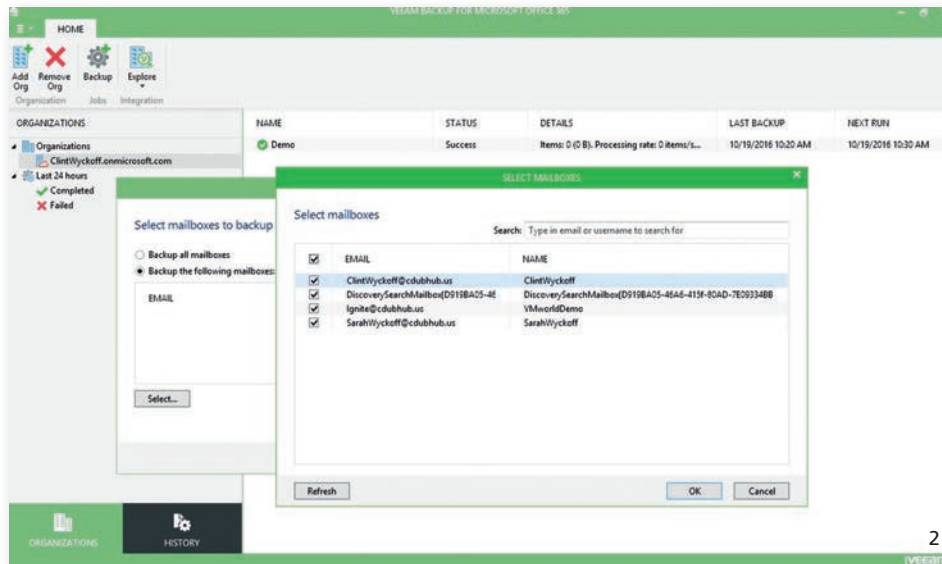 VEEAM BACKUP FOR MICROSOFT OFFICE 365
HOME
Add Org
Remove Org
Backup
Explore
Organization
Jobs
Integration
ORGANIZATIONS
NAME STATUS DETAILS LAST BACKUP NEXT RUN
Organizations
Demo Success Items: 0 (0 B). Processing rate: 0 items/s... 10/19/2016 10:20 AM 10/19/2016 10:30 AM
ClintWyckoff.onmicrosoft.com
Last 24 hours
Completed
Failed
Select mailboxes to backup
Backup all mailboxes
Backup the following mailboxes:
EMAIL
Select...
SELECT MAILBOXES
Select mailboxes
Search: Type in email or username to search for
EMAIL NAME
ClintWyckoff@cdubhub.us ClintWyckoff
DiscoverySearchMailbox{D919BA05-46 DiscoverySearchMailbox{D919BA05-46A6-415f-80AD-7E09334BB
Ignite@cdubhub.us VMworldDemo
SarahWyckoff@cdubhub.us SarahWyckoff
Refresh OK Cancel
ORGANIZATIONS
HISTORY
2